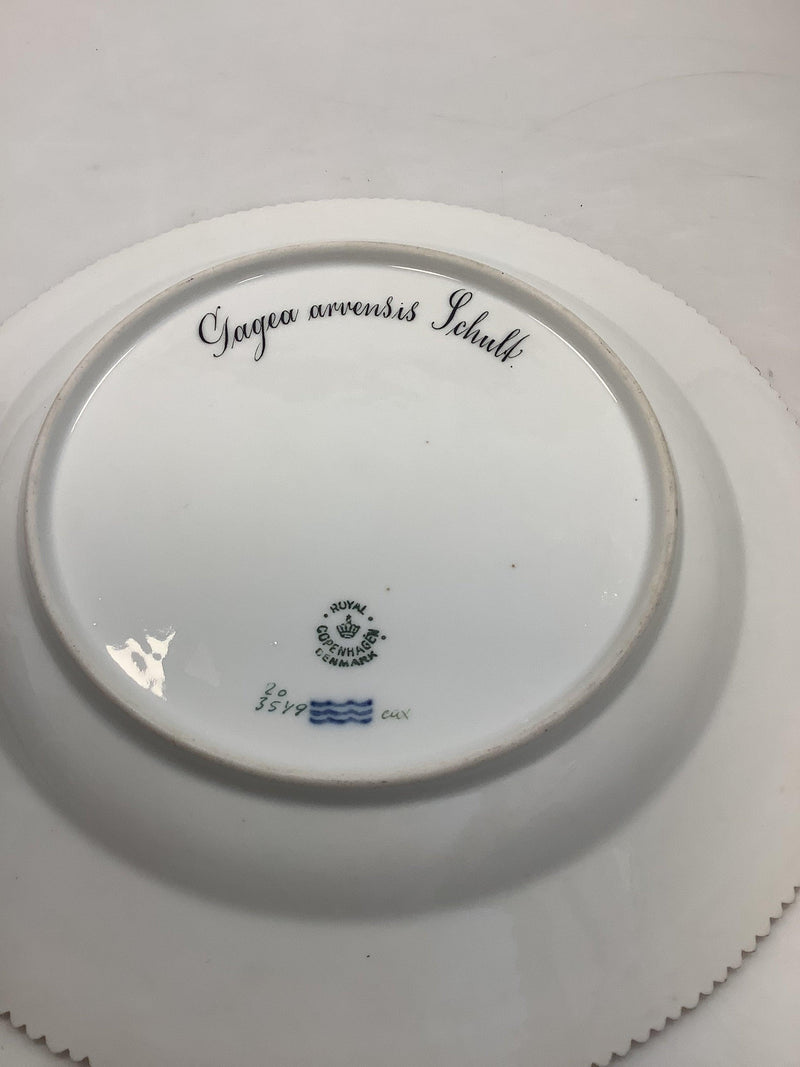 Gagea arvensis Schult
ROYAL
COPENHAGEN
DENMARK
20
3549